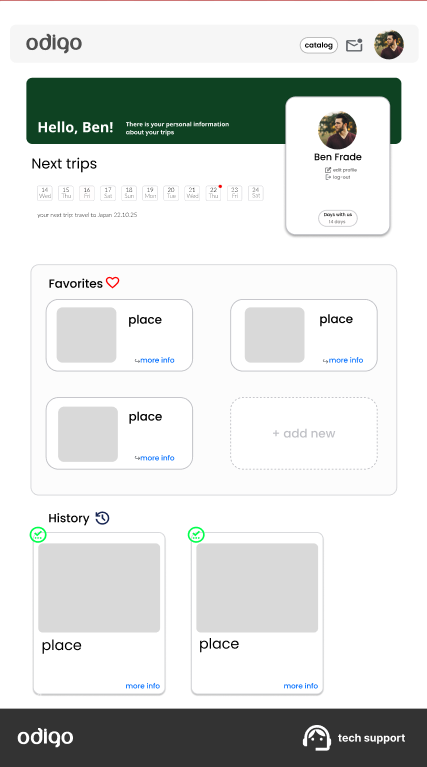 odigo
catalog
Hello, Ben!
There is your personal information
about your trips
Ben Frade
edit profile
log-out
Days with us
14 days
Next trips
14 15 16 17 18 19 20 21 22 23 24
Wed Thu Fri Sat Sun Mon Tue Wed Thu Fri Sat
your next trip: travel to Japan 22.10.25
Favorites
place
more info
place
more info
place
more info
+ add new
History
place
more info
place
more info
odigo
tech support